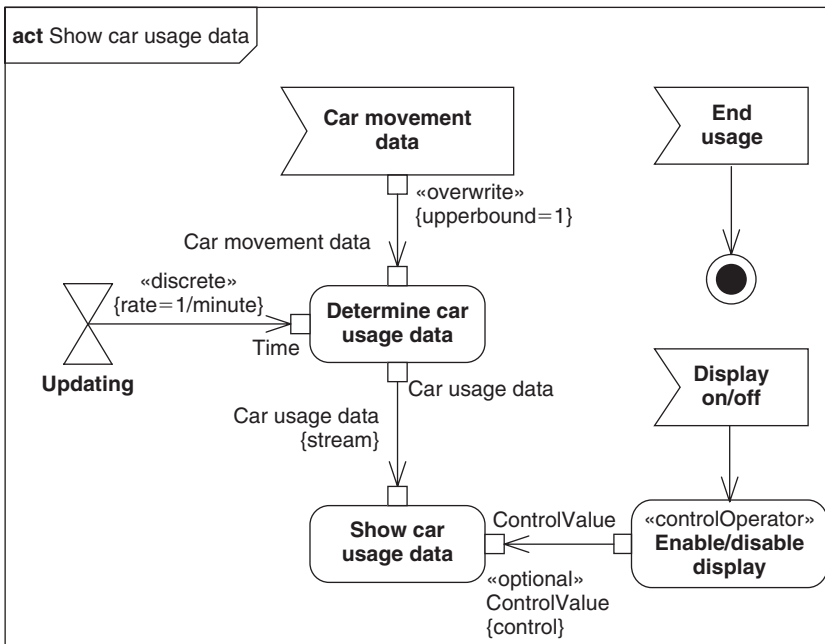 act Show car usage data
Car movement
data
«overwrite»
{upperbound=1}
Car movement data
End
usage
«discrete»
{rate=1/minute}
Time
Updating
Determine car
usage data
Car usage data
Car usage data
{stream}
Display
on/off
Show car
usage data
ControlValue
«optional»
ControlValue
{control}
«controlOperator»
Enable/disable
display